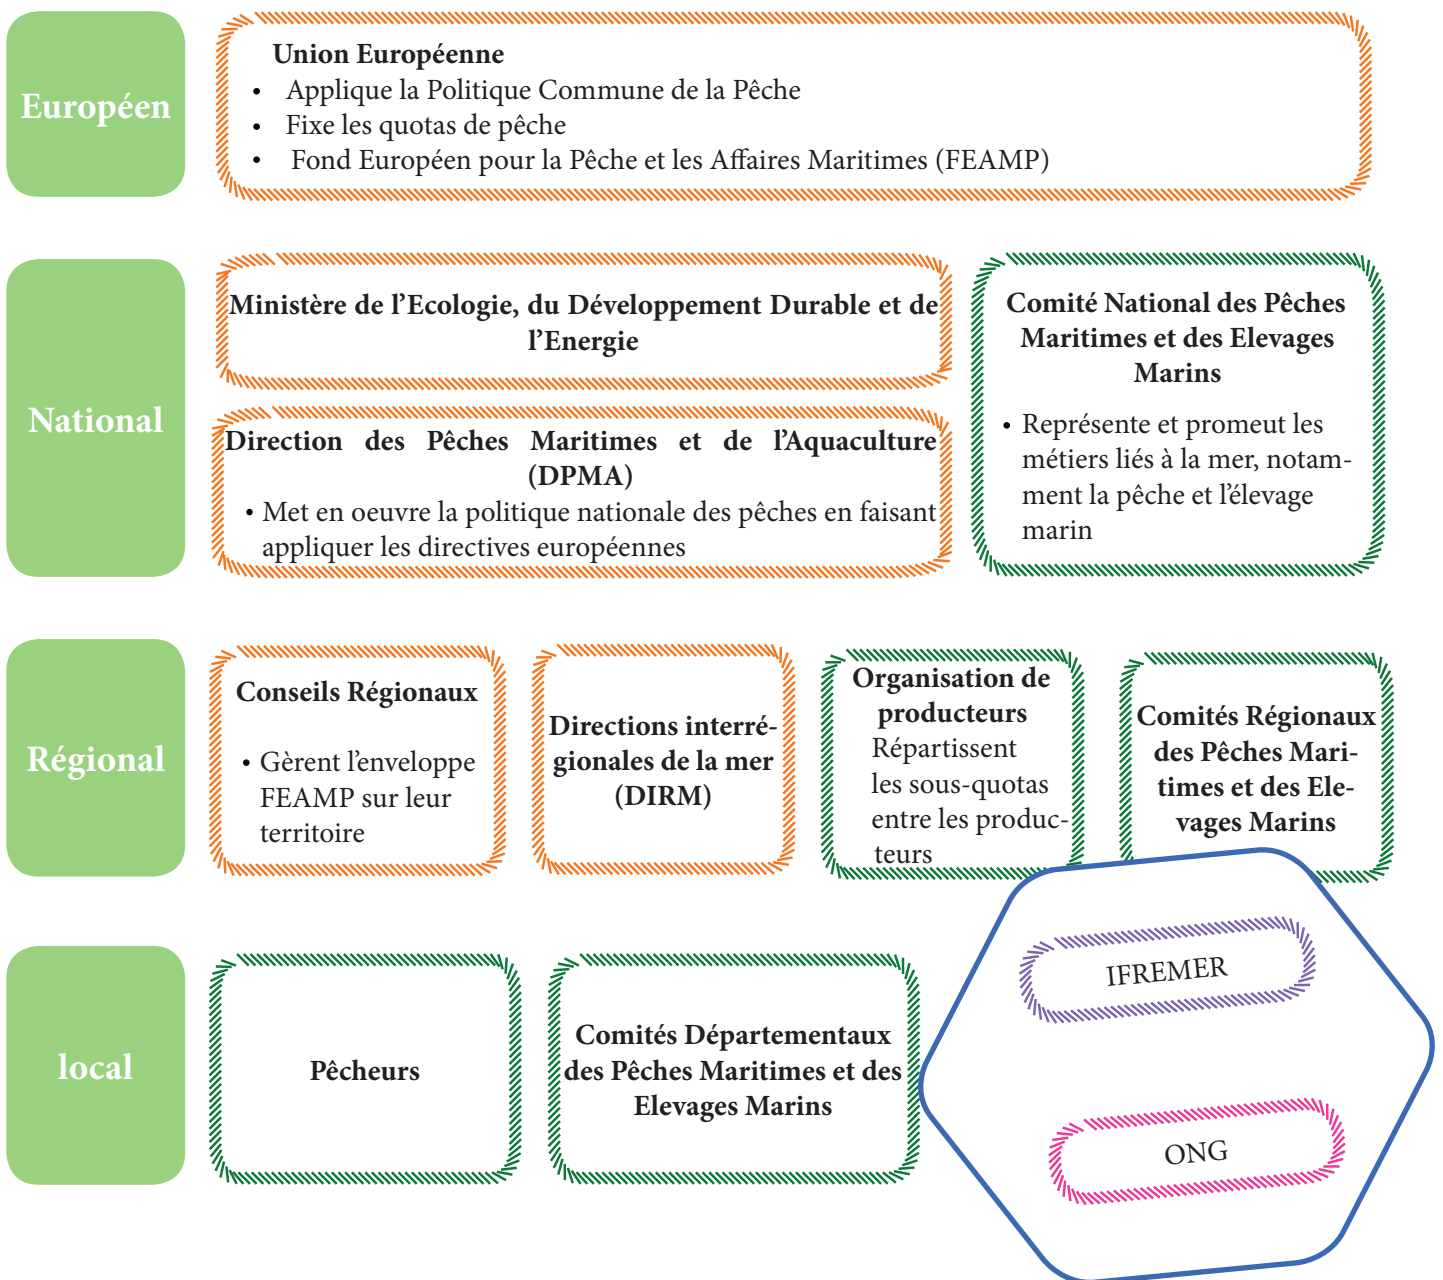 Européen
Union Européenne
• Applique la Politique Commune de la Pêche
• Fixe les quotas de pêche
• Fond Européen pour la Pêche et les Affaires Maritimes (FEAMP)
National
Ministère de l'Ecologie, du Développement Durable et de
l'Energie
Direction des Pêches Maritimes et de l'Aquaculture
(DPMA)
• Met en oeuvre la politique nationale des pêches en faisant
appliquer les directives européennes
Comité National des Pêches
Maritimes et des Elevages
Marins
• Représente et promeut les
métiers liés à la mer, notam-
ment la pêche et l'élevage
marin
Régional
Conseils Régionaux
• Gèrent l'enveloppe
FEAMP sur leur
territoire
Directions interré-
gionales de la mer
(DIRM)
Organisation de
producteurs
Répartissent
les sous-quotas
entre les produc-
teurs
Comités Régionaux
des Pêches Mari-
times et des Ele-
vages Marins
local
Pêcheurs
Comités Départementaux
des Pêches Maritimes et des
Elevages Marins
IFREMER
ONG